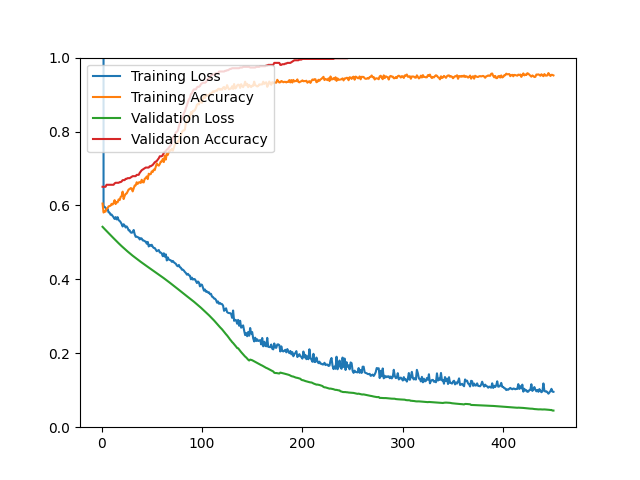 1.0
0.8
0.6
0.4
0.2
0.0
Training Loss
Training Accuracy
Validation Loss
Validation Accuracy
0 100 200 300 400